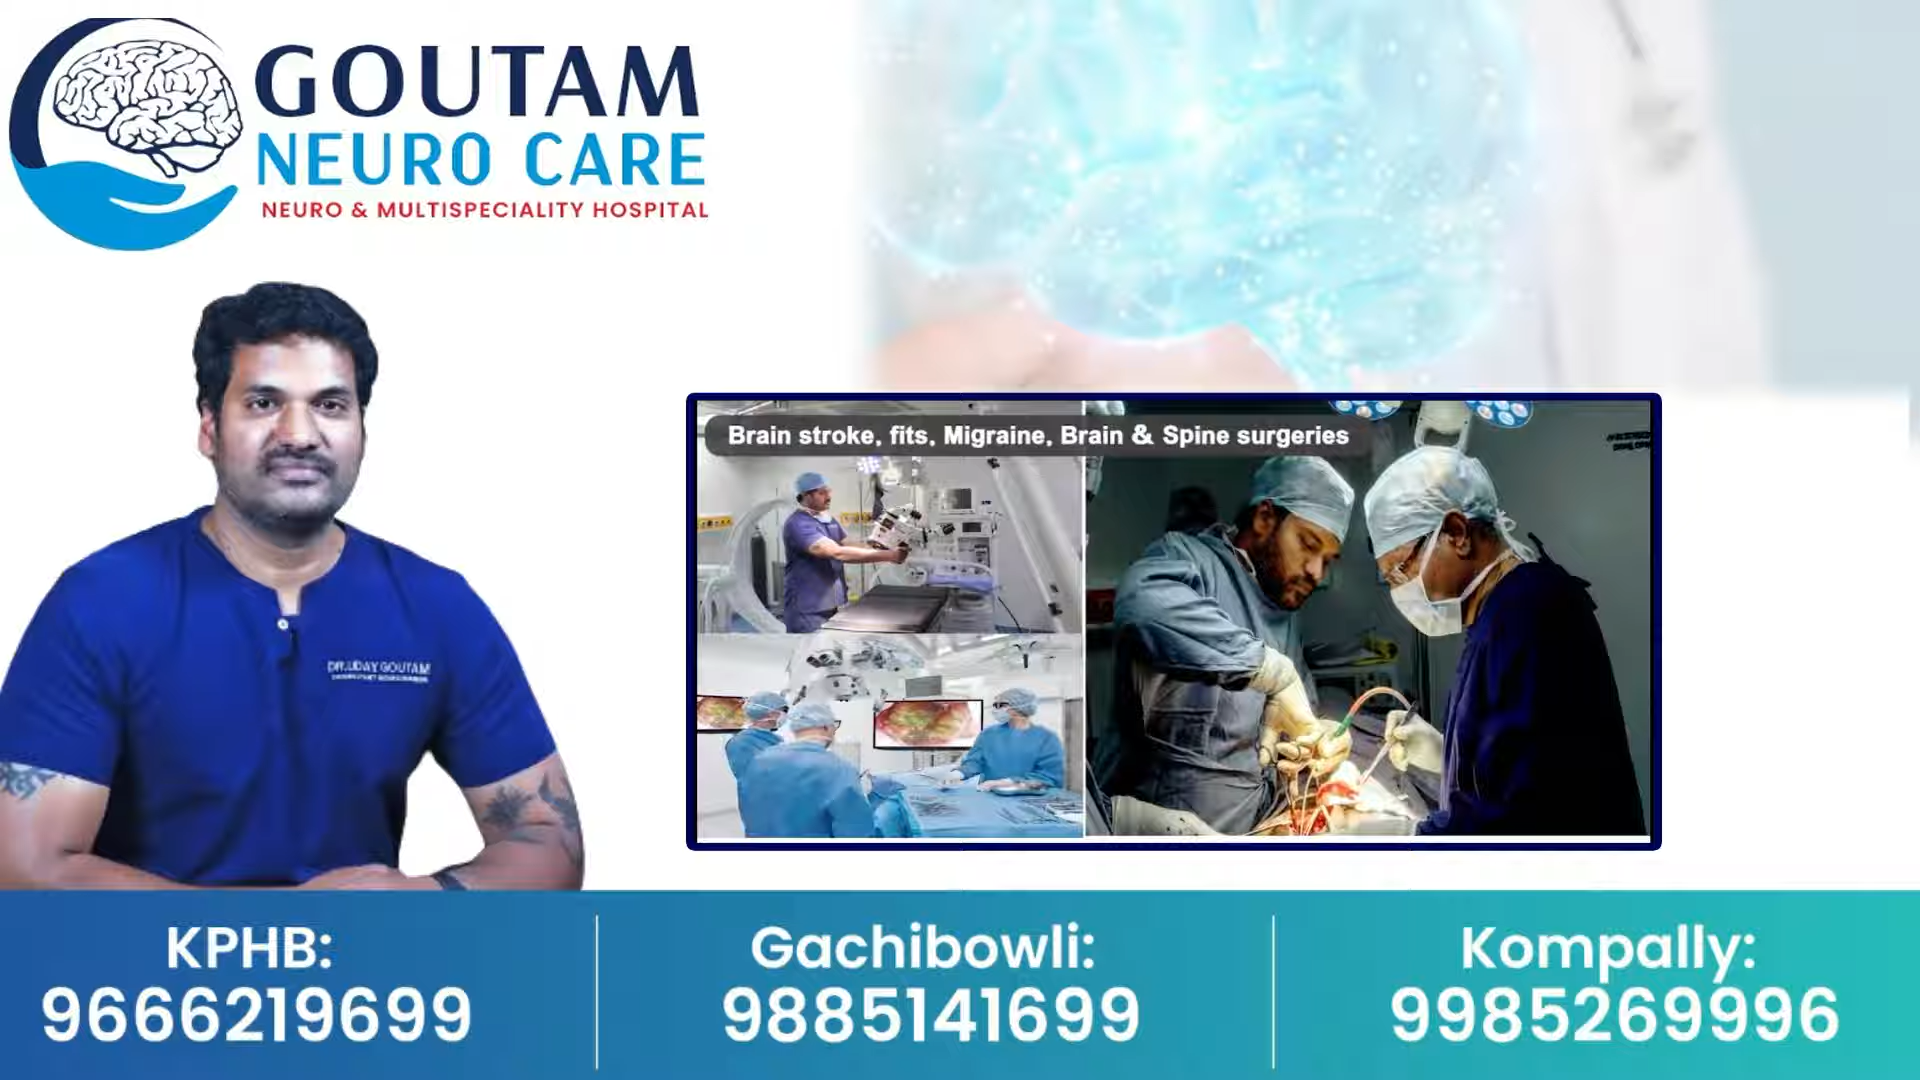 GOUTAM
NEURO CARE
NEURO & MULTISPECIALITY HOSPITAL
Brain stroke, fits, Migraine, Brain & Spine surgeries
DR.UDAY GOUTAM
KPHB:
9666219699
Gachibowli:
9885141699
Kompally:
9985269996